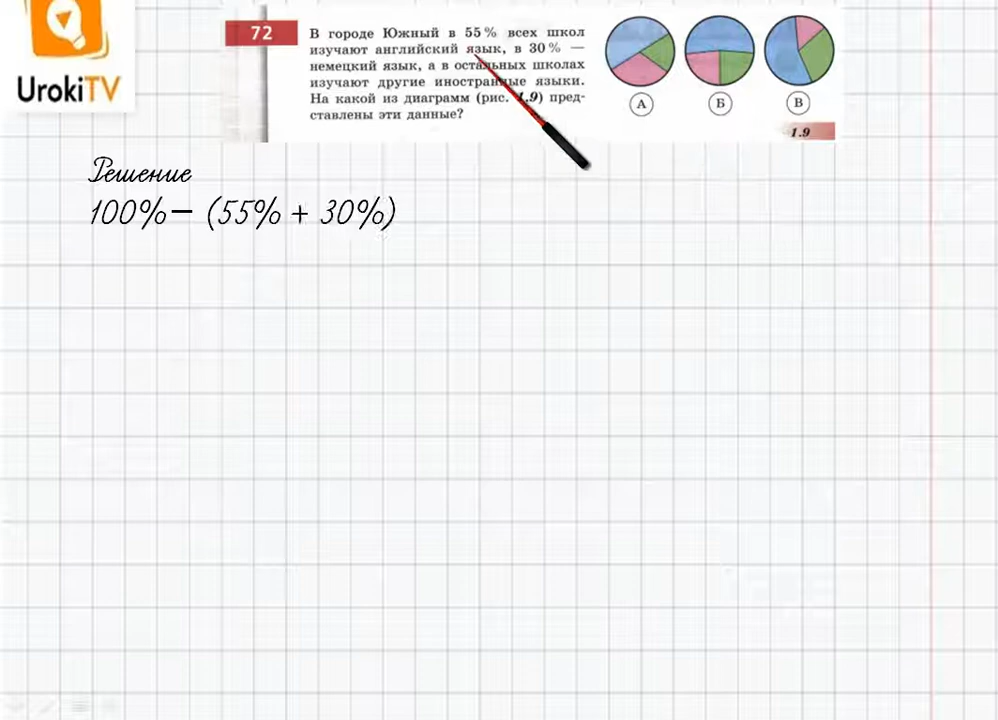 UrokiTV
72
В городе Южный в 55 % всех школ
изучают английский язык, в 30 % —
немецкий язык, а в остальных школах
изучают другие иностранные языки.
На какой из диаграмм (рис. 1.9) пред-
ставлены эти данные?
А Б В
1.9
Решение
100% − (55% + 30%)